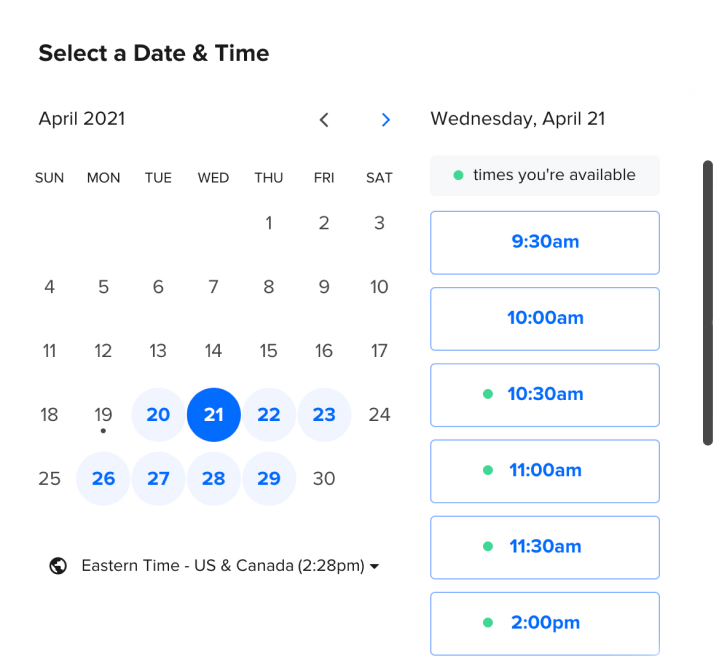 Select a Date & Time
April 2021
SUN MON TUE WED THU FRI SAT
1 2 3
4 5 6 7 8 9 10
11 12 13 14 15 16 17
18 19 20 21 22 23 24
25 26 27 28 29 30
Eastern Time - US & Canada (2:28pm)
Wednesday, April 21
times you're available
9:30am
10:00am
10:30am
11:00am
11:30am
2:00pm